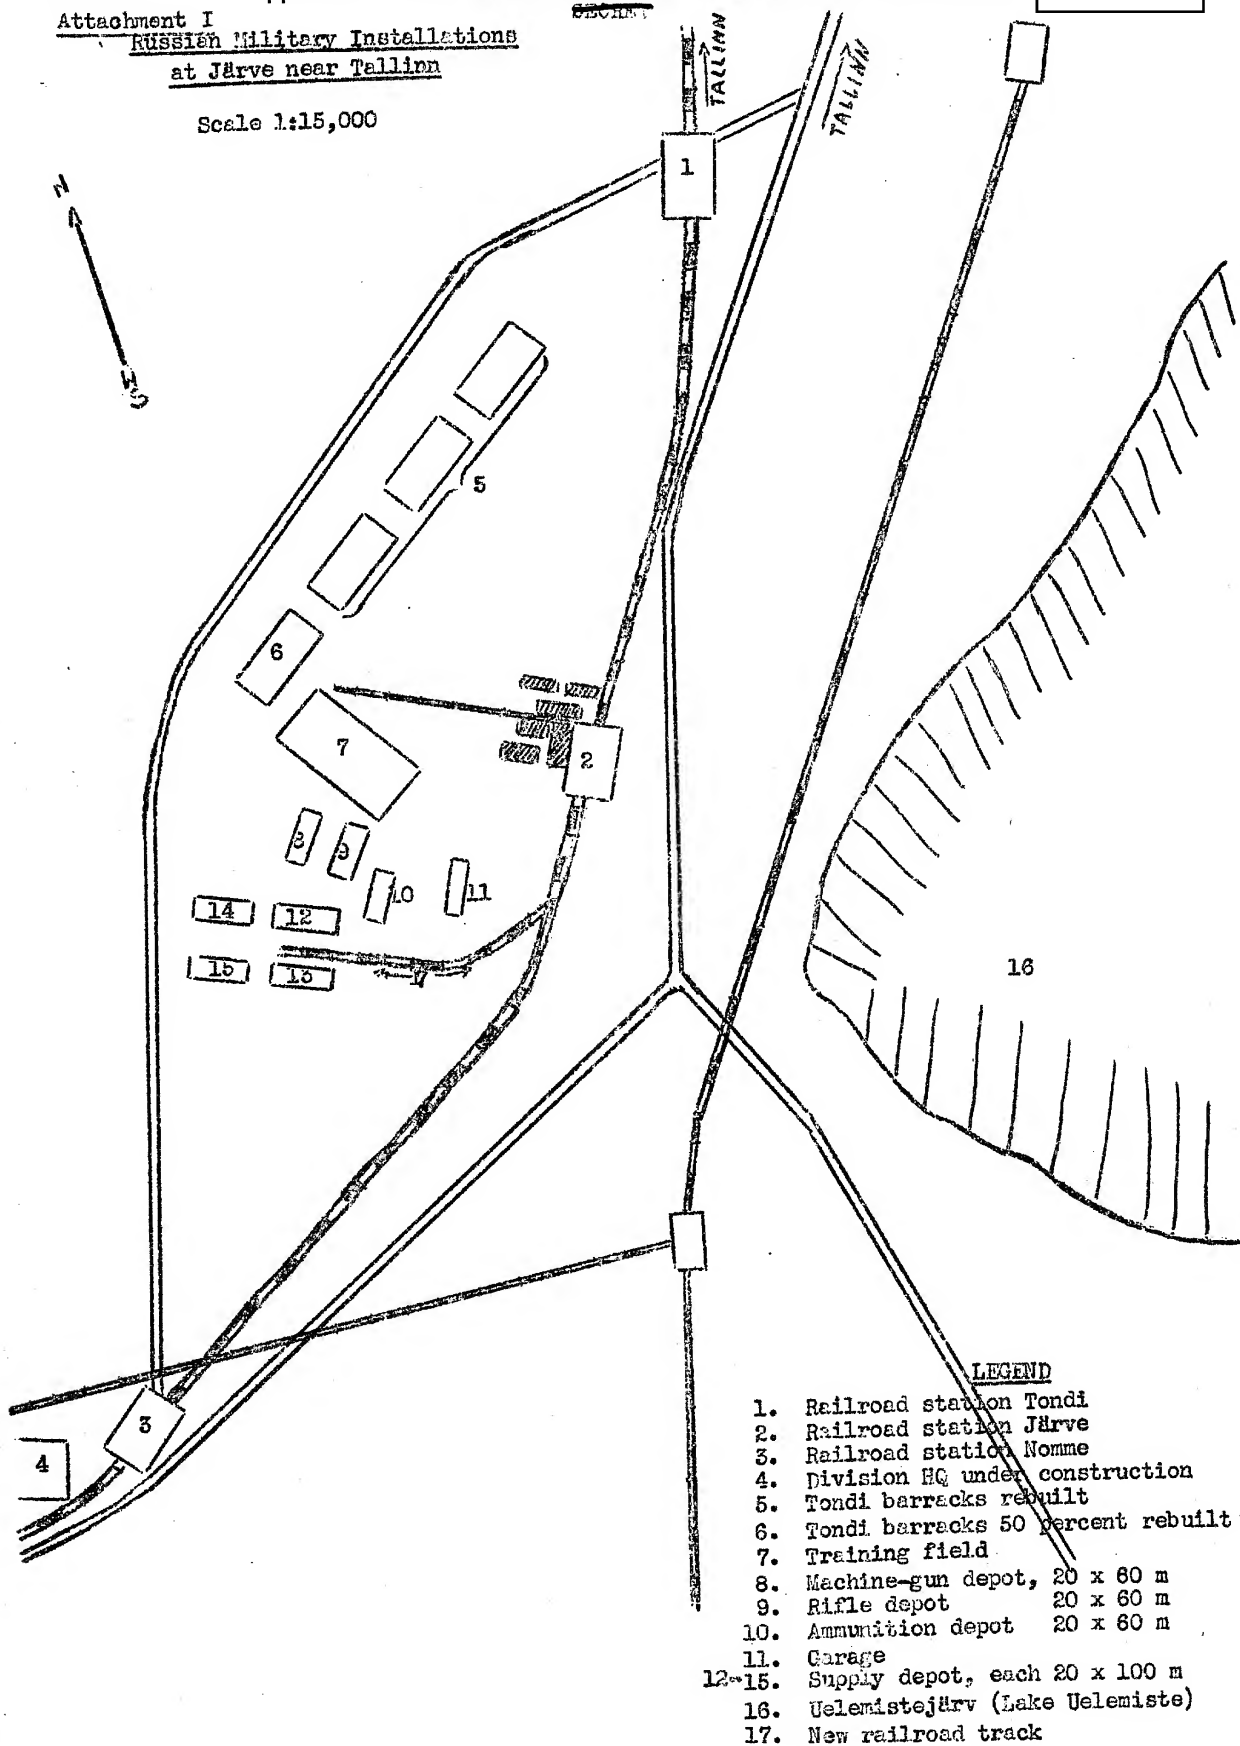 SECRET
Attachment I
Russian Military Installations
at Järve near Tallinn
Scale 1:15,000
TALLINN
TALLINN
N
S
1
5
6
7
2
8
9
10
11
14
12
15
13
17
16
3
4
LEGEND
1. Railroad station Tondi
2. Railroad station Järve
3. Railroad station Nomme
4. Division HQ under construction
5. Tondi barracks rebuilt
6. Tondi barracks 50 percent rebuilt
7. Training field
8. Machine-gun depot, 20 x 60 m
9. Rifle depot 20 x 60 m
10. Ammunition depot 20 x 60 m
11. Garage
12-15. Supply depot, each 20 x 100 m
16. Uelemistejärv (Lake Uelemiste)
17. New railroad track